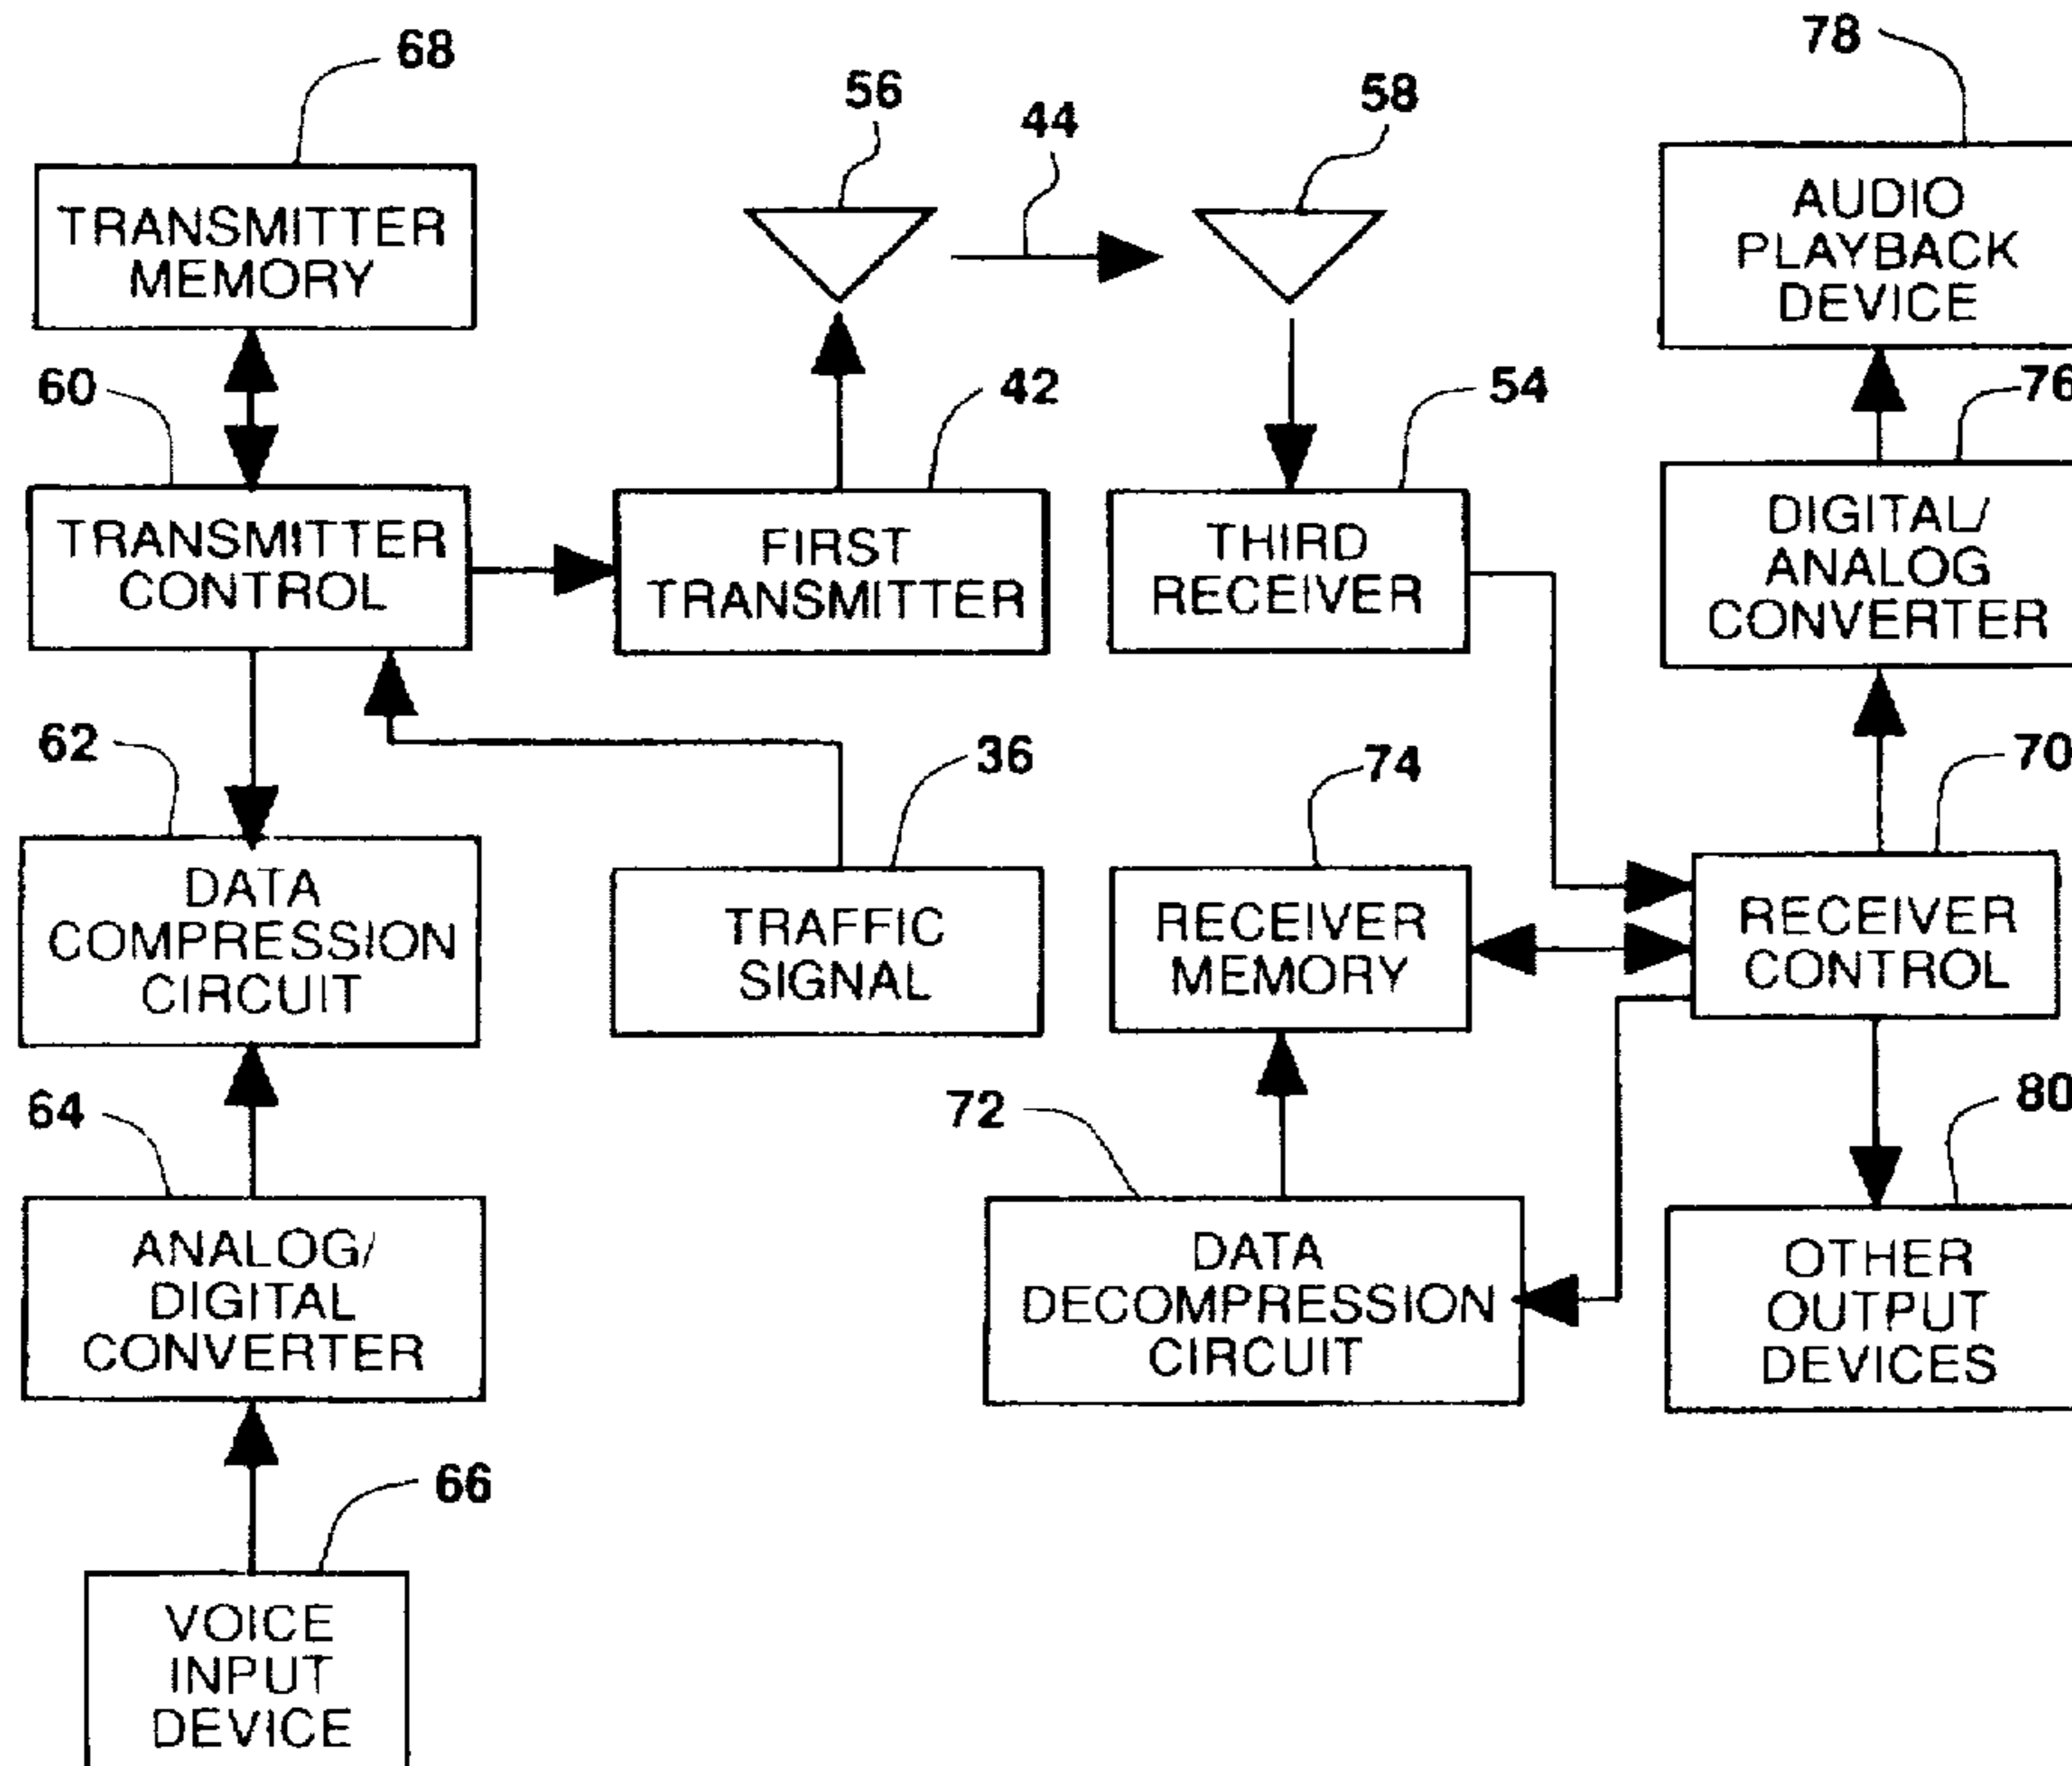 68
TRANSMITTER
MEMORY
60
TRANSMITTER
CONTROL
62
DATA
COMPRESSION
CIRCUIT
64
ANALOG/
DIGITAL
CONVERTER
66
VOICE
INPUT
DEVICE
56
44
58
42
FIRST
TRANSMITTER
36
TRAFFIC
SIGNAL
54
THIRD
RECEIVER
74
RECEIVER
MEMORY
72
DATA
DECOMPRESSION
CIRCUIT
78
AUDIO
PLAYBACK
DEVICE
76
DIGITAL/
ANALOG
CONVERTER
70
RECEIVER
CONTROL
80
OTHER
OUTPUT
DEVICES